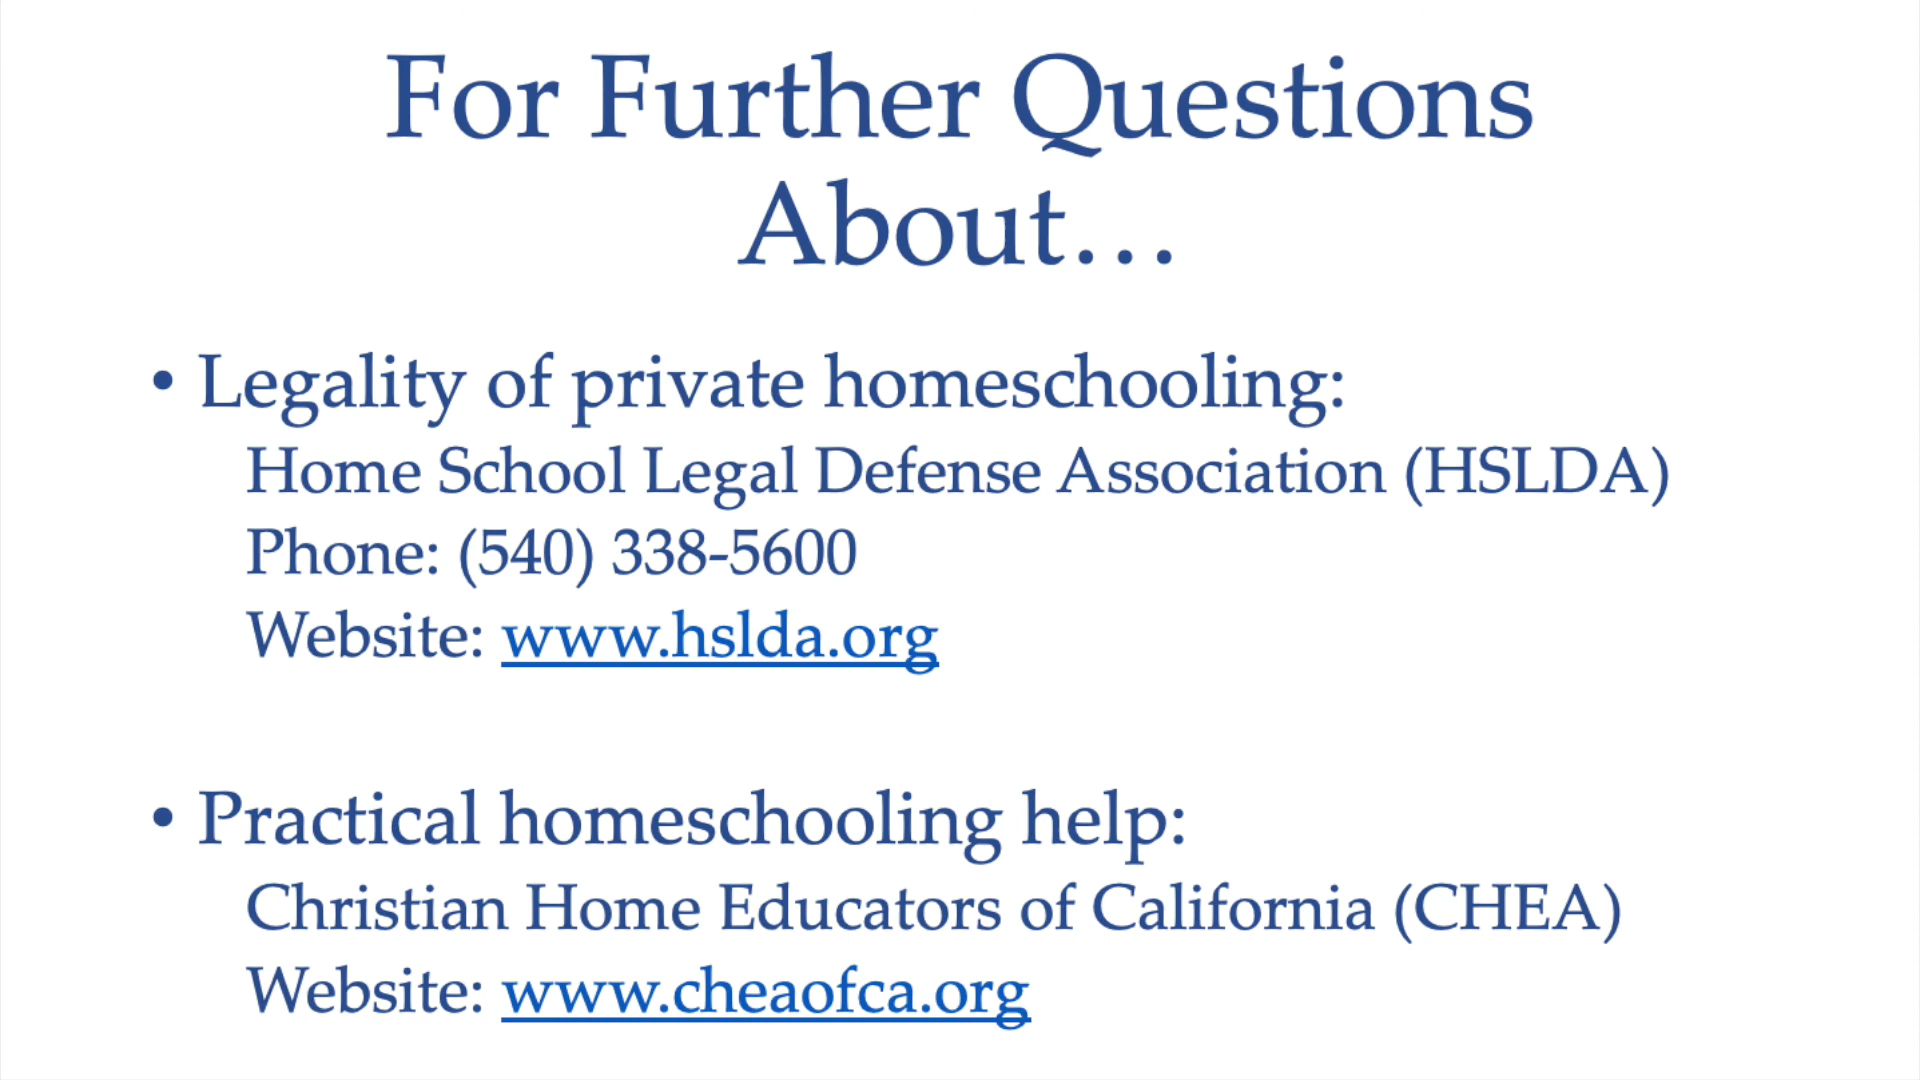 For Further Questions
About…
• Legality of private homeschooling:
Home School Legal Defense Association (HSLDA)
Phone: (540) 338-5600
Website: www.hslda.org
• Practical homeschooling help:
Christian Home Educators of California (CHEA)
Website: www.cheaofca.org